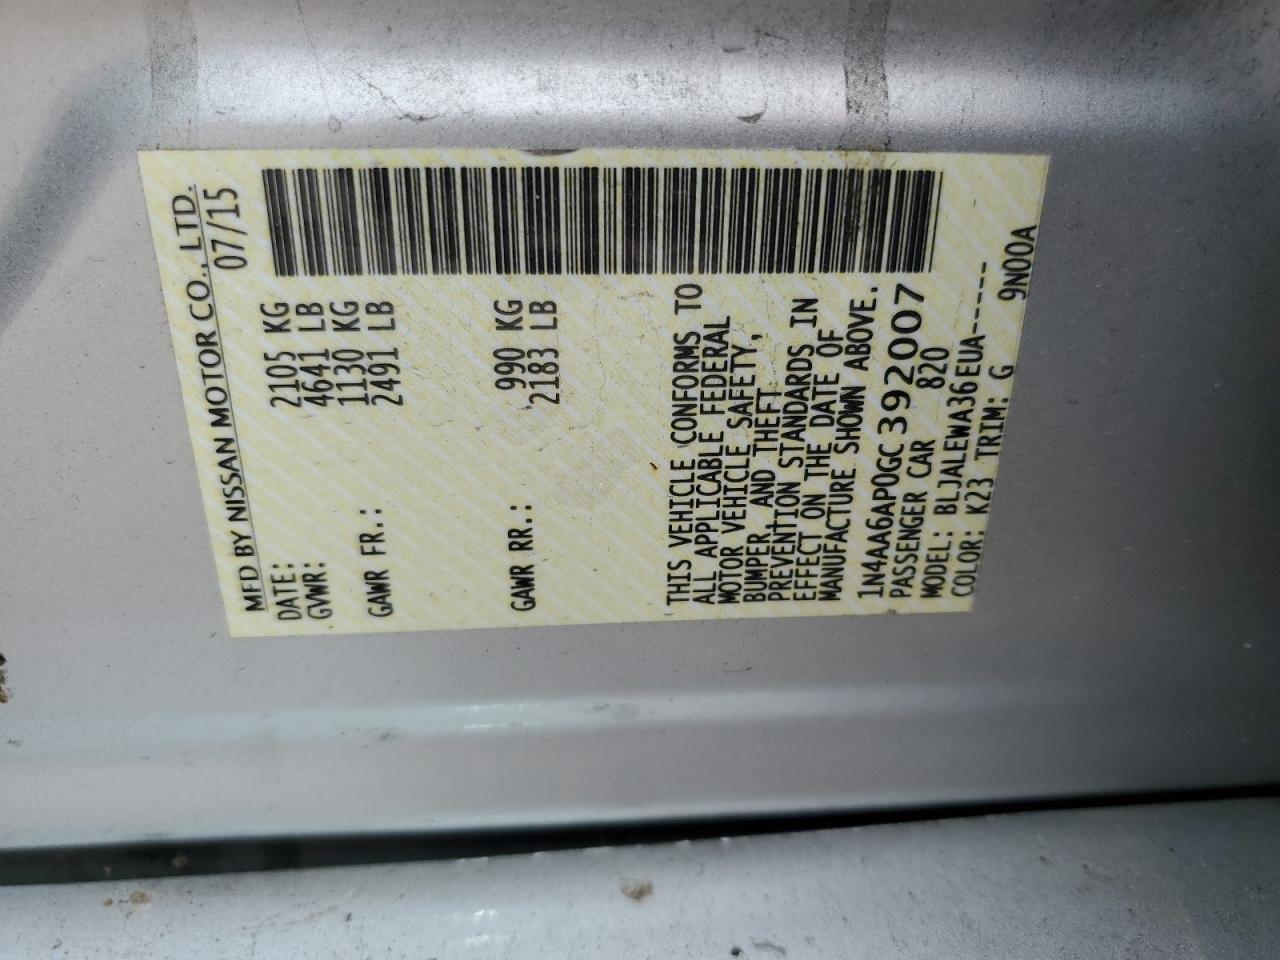 MFD BY NISSAN MOTOR CO., LTD.
DATE: 07/15
GVWR: 2105 KG
4641 LB
GAWR FR.: 1130 KG
2491 LB
GAWR RR.: 990 KG
2183 LB
THIS VEHICLE CONFORMS TO
ALL APPLICABLE FEDERAL
MOTOR VEHICLE SAFETY,
BUMPER, AND THEFT
PREVENTION STANDARDS IN
EFFECT ON THE DATE OF
MANUFACTURE SHOWN ABOVE.
1N4AA6AP0GC392007
PASSENGER CAR 820
MODEL: BLJALEWA36EUA-----
COLOR: K23 TRIM: G 9N00A